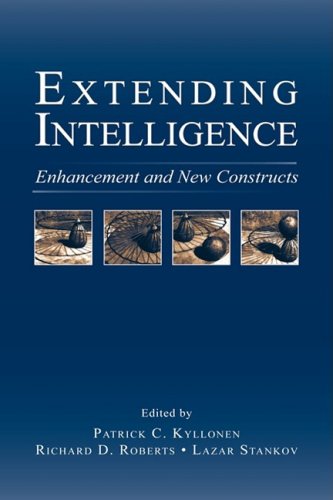 EXTENDING
INTELLIGENCE
Enhancement and New Constructs
Edited by
PATRICK C. KYLLONEN
RICHARD D. ROBERTS • LAZAR STANKOV